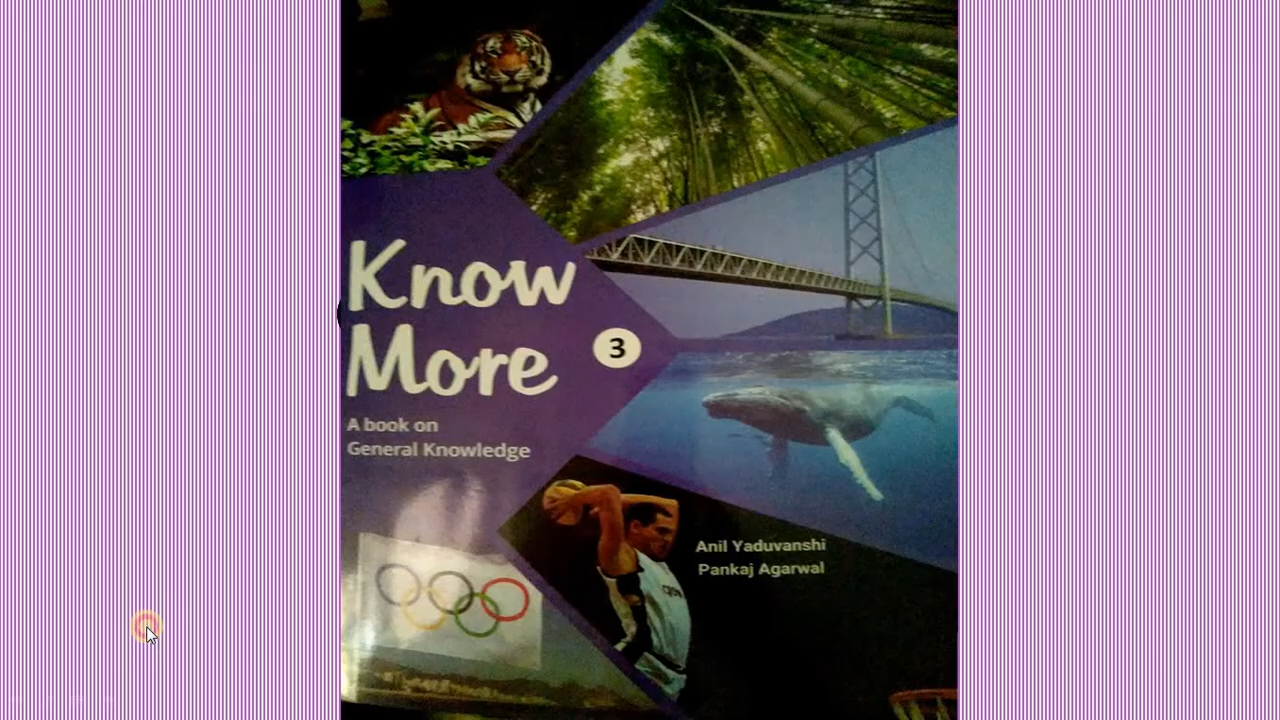 Know
More
3
A book on
General Knowledge
Anil Yaduvanshi
Pankaj Agarwal